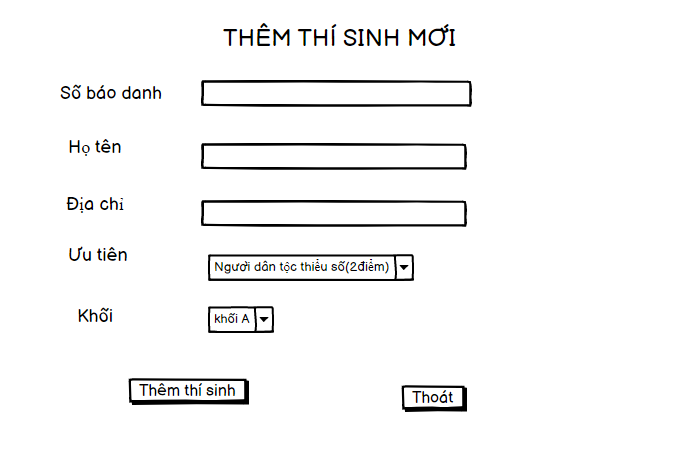 THÊM THÍ SINH MỚI
Số báo danh
Họ tên
Địa chỉ
Ưu tiên
Người dân tộc thiểu số(2điểm)
Khối
khối A
Thêm thí sinh
Thoát